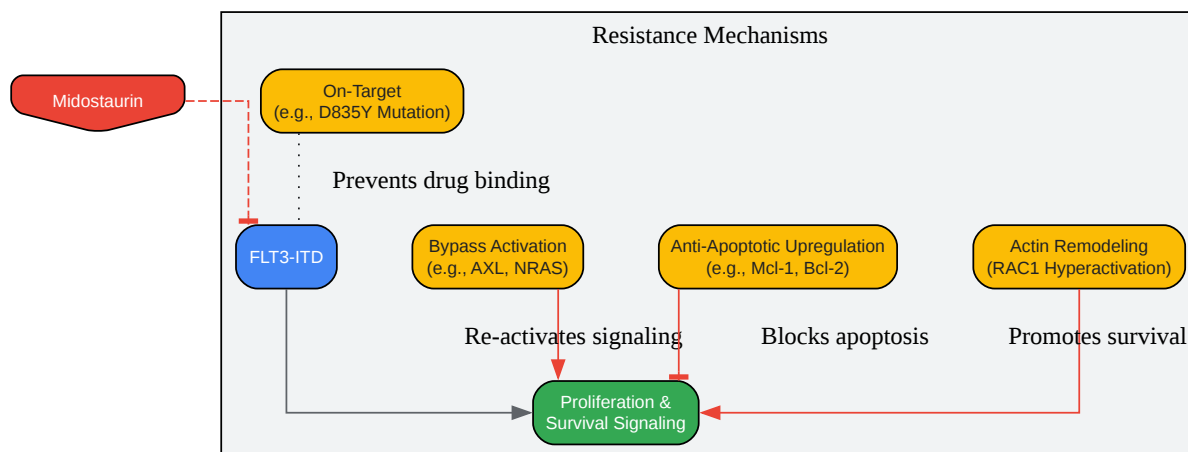 Resistance Mechanisms
Midostaurin
On-Target
(e.g., D835Y Mutation)
Prevents drug binding
FLT3-ITD
Bypass Activation
(e.g., AXL, NRAS)
Anti-Apoptotic Upregulation
(e.g., Mcl-1, Bcl-2)
Actin Remodeling
(RAC1 Hyperactivation)
Re-activates signaling
Blocks apoptosis
Promotes survival
Proliferation &
Survival Signaling